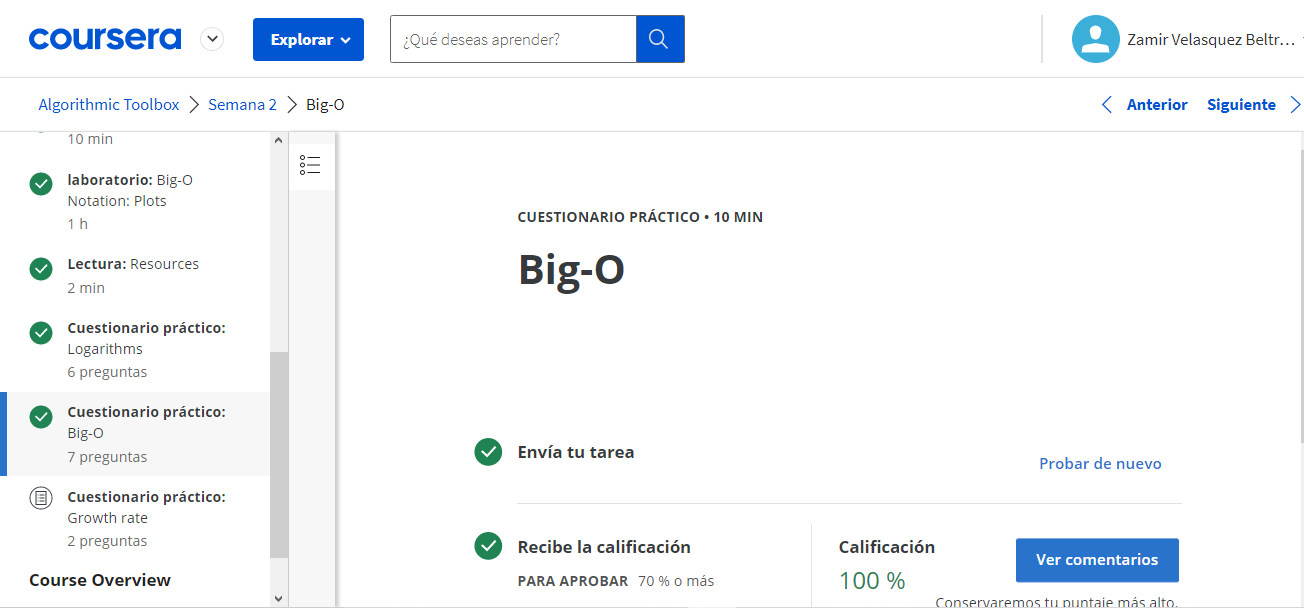 coursera
Explorar
¿Qué deseas aprender?
Zamir Velasquez Beltr...
Algorithmic Toolbox
Semana 2
Big-O
Anterior
Siguiente
10 min
laboratorio: Big-O
Notation: Plots
1 h
Lectura: Resources
2 min
Cuestionario práctico:
Logarithms
6 preguntas
Cuestionario práctico:
Big-O
7 preguntas
Cuestionario práctico:
Growth rate
2 preguntas
Course Overview
CUESTIONARIO PRÁCTICO • 10 MIN
Big-O
Envía tu tarea
Probar de nuevo
Recibe la calificación
PARA APROBAR 70 % o más
Calificación
100 %
Ver comentarios
Conservaremos tu puntaje más alto.